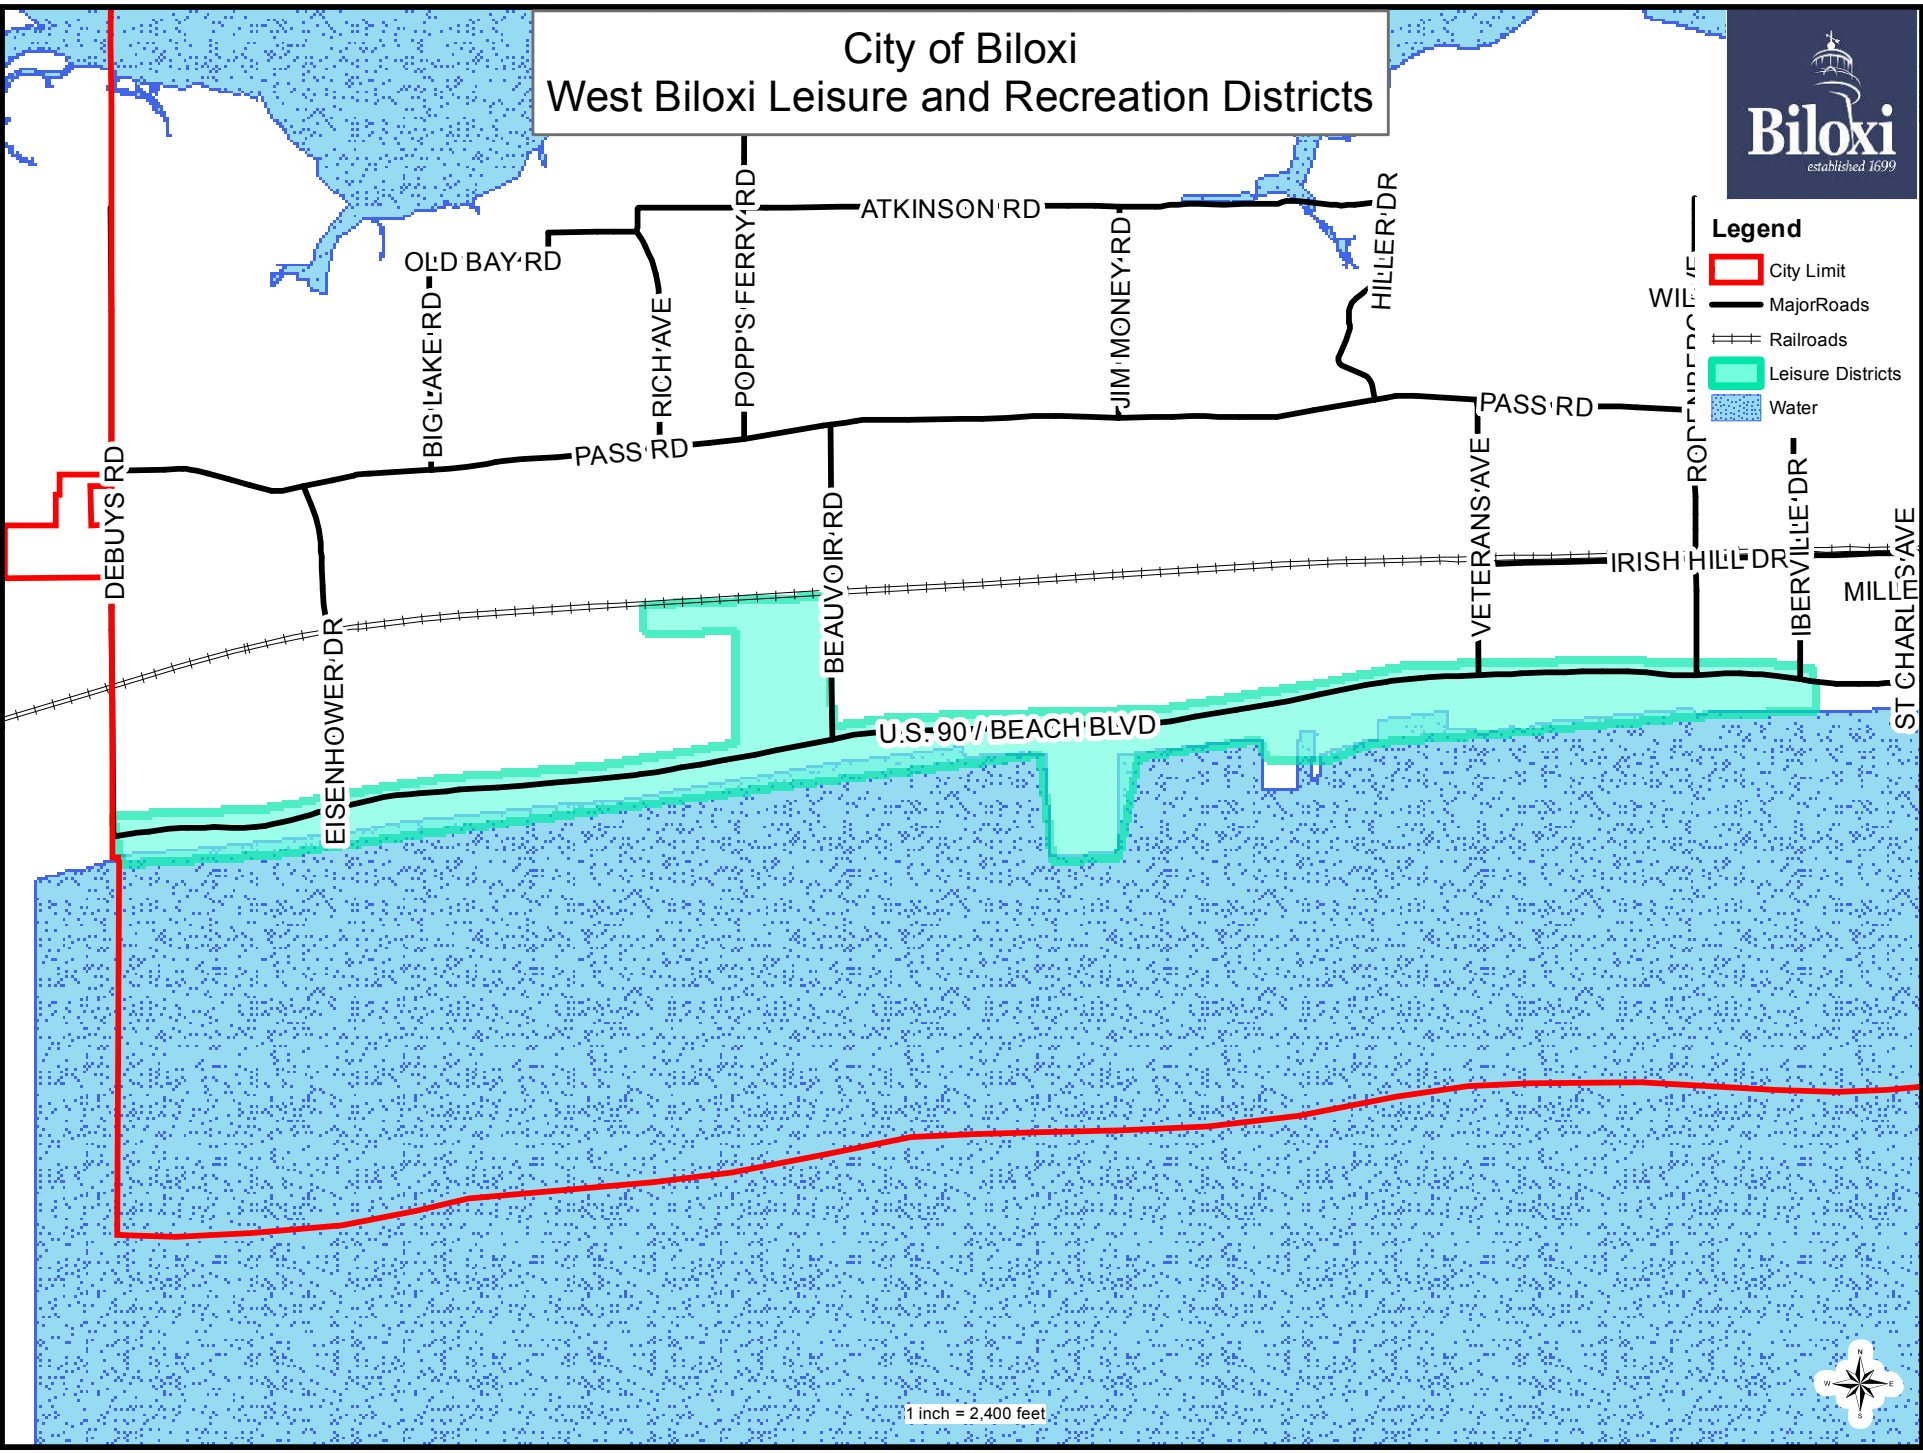 City of Biloxi
West Biloxi Leisure and Recreation Districts
Biloxi
established 1699
Legend
City Limit
MajorRoads
Railroads
Leisure Districts
Water
ATKINSON RD
OLD BAY RD
BIG LAKE RD
RICH AVE
POPP'S FERRY RD
JIM MONEY RD
HILLER DR
WIL
PASS RD
PASS RD
DEBUYS RD
EISENHOWER DR
BEAUVOIR RD
VETERANS AVE
IRISH HILL DR
IBERVILLE DR
MILLE
U.S. 90 / BEACH BLVD
N
W
E
S
1 inch = 2,400 feet